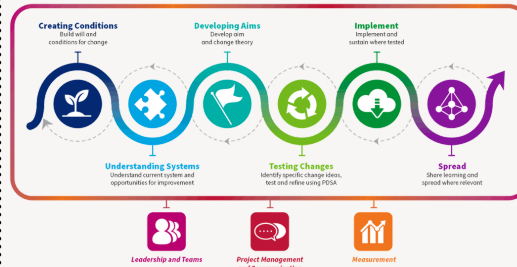 Creating Conditions
Build will and
conditions for change
Developing Aims
Develop aim
and change theory
Implement
Implement and
sustain where tested
Understanding Systems
Understand current system and
opportunities for improvement
Testing Changes
Identify specific change ideas,
test and refine using PDSA
Spread
Share learning and
spread where relevant
Leadership and Teams
Project Management
Measurement